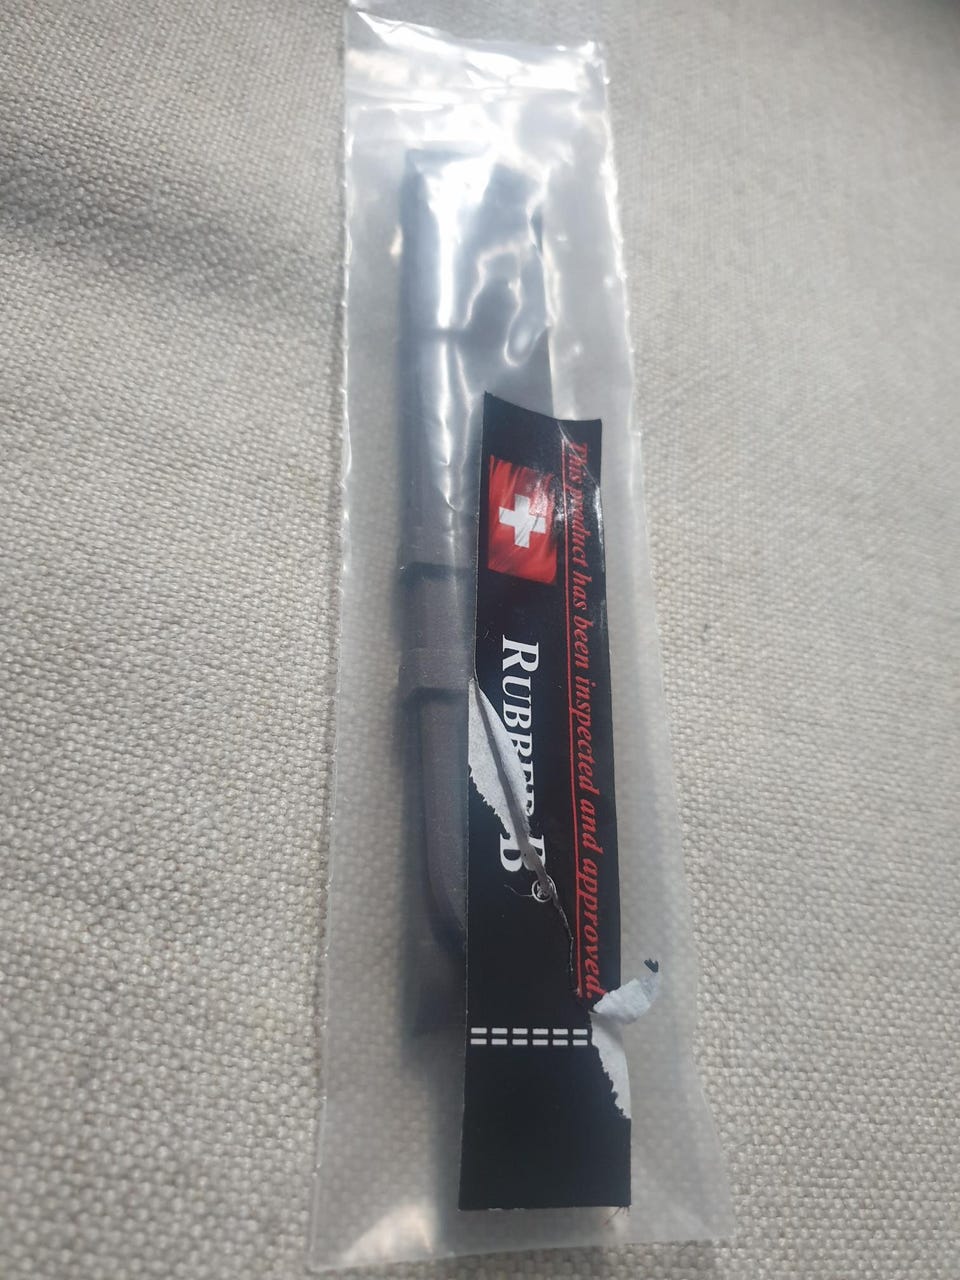 This product has been inspected and approved.
RUBBER B®